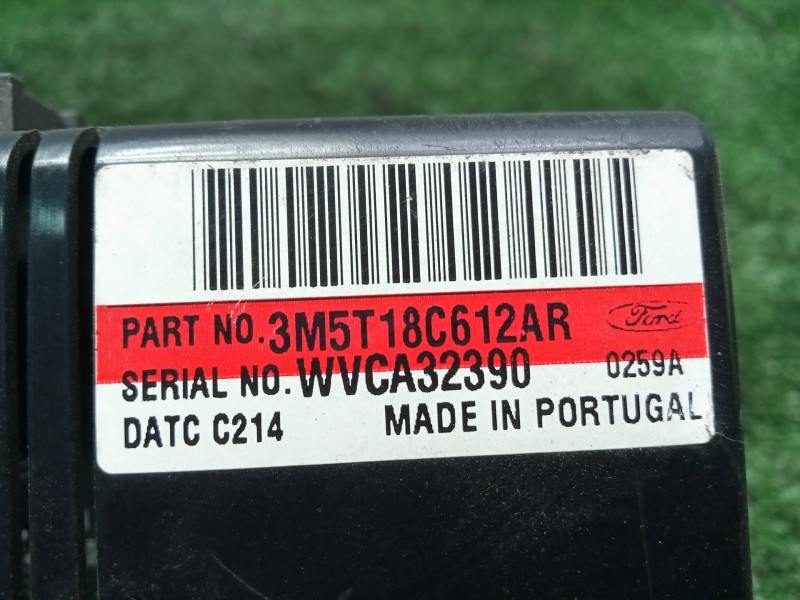 PART NO. 3M5T18C612AR Ford
SERIAL NO. WVCA32390 0259A
DATC C214 MADE IN PORTUGAL